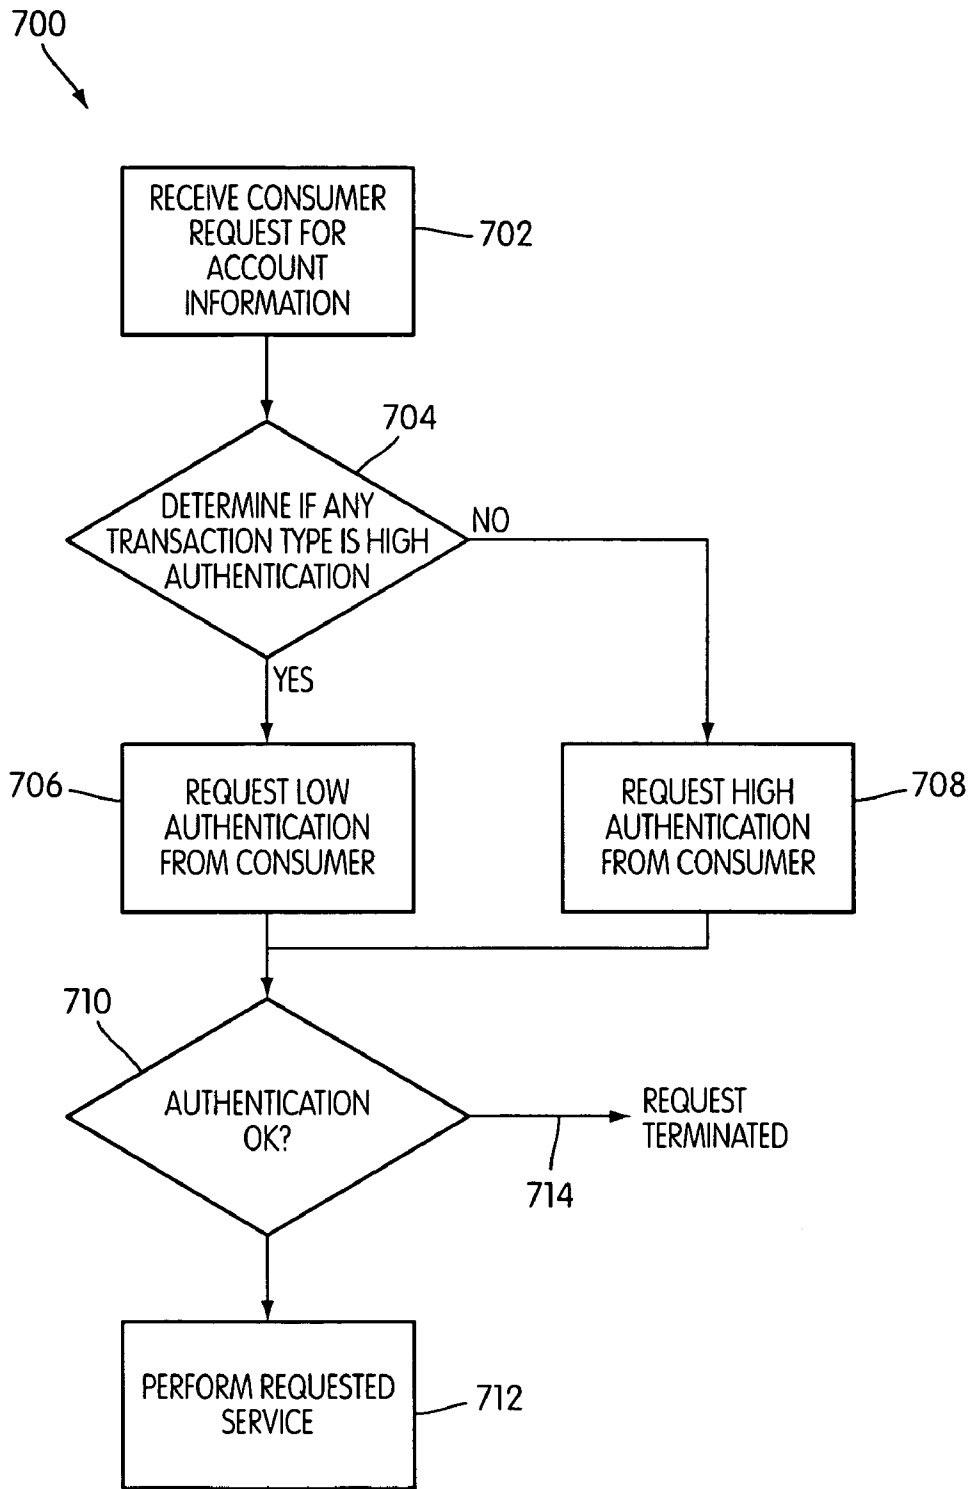 700
RECEIVE CONSUMER
REQUEST FOR
ACCOUNT
INFORMATION
702
704
DETERMINE IF ANY
TRANSACTION TYPE IS HIGH
AUTHENTICATION
NO
YES
706
REQUEST LOW
AUTHENTICATION
FROM CONSUMER
REQUEST HIGH
AUTHENTICATION
FROM CONSUMER
708
710
AUTHENTICATION
OK?
REQUEST
TERMINATED
714
PERFORM REQUESTED
SERVICE
712